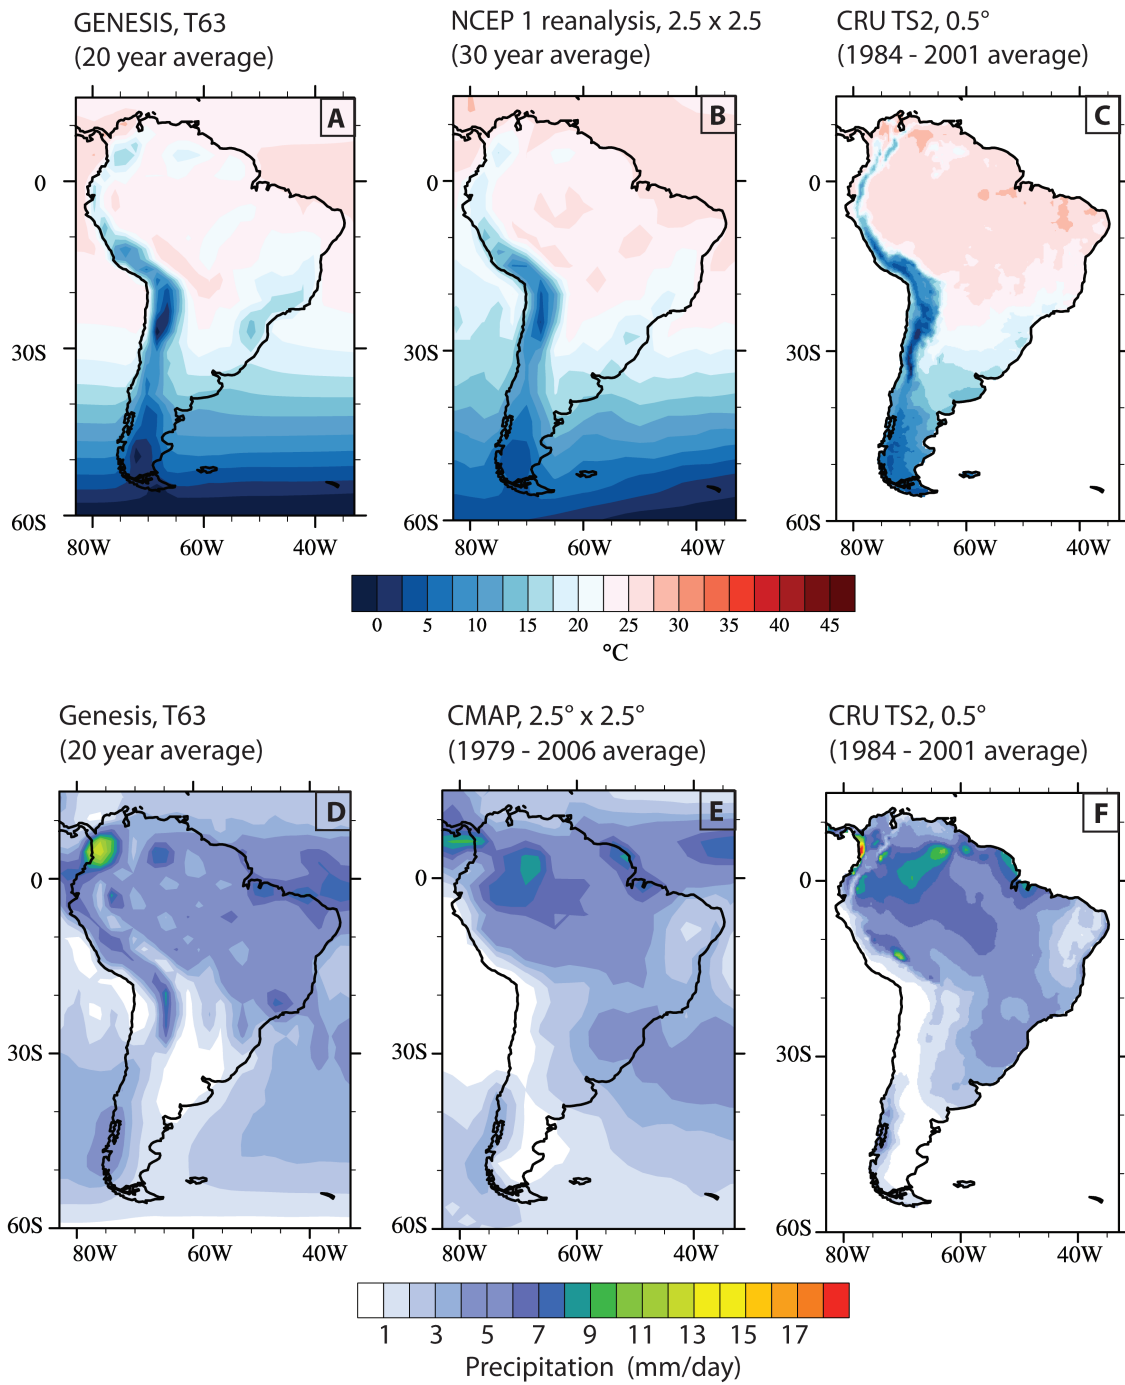 GENESIS, T63
(20 year average)
NCEP 1 reanalysis, 2.5 x 2.5
(30 year average)
CRU TS2, 0.5°
(1984 - 2001 average)
A
B
C
0
30S
60S
0
30S
60S
0
30S
60S
80W 60W 40W
80W 60W 40W
80W 60W 40W
0 5 10 15 20 25 30 35 40 45
°C
Genesis, T63
(20 year average)
CMAP, 2.5° x 2.5°
(1979 - 2006 average)
CRU TS2, 0.5°
(1984 - 2001 average)
D
E
F
0
30S
60S
0
30S
60S
0
30S
60S
80W 60W 40W
80W 60W 40W
80W 60W 40W
1 3 5 7 9 11 13 15 17
Precipitation (mm/day)